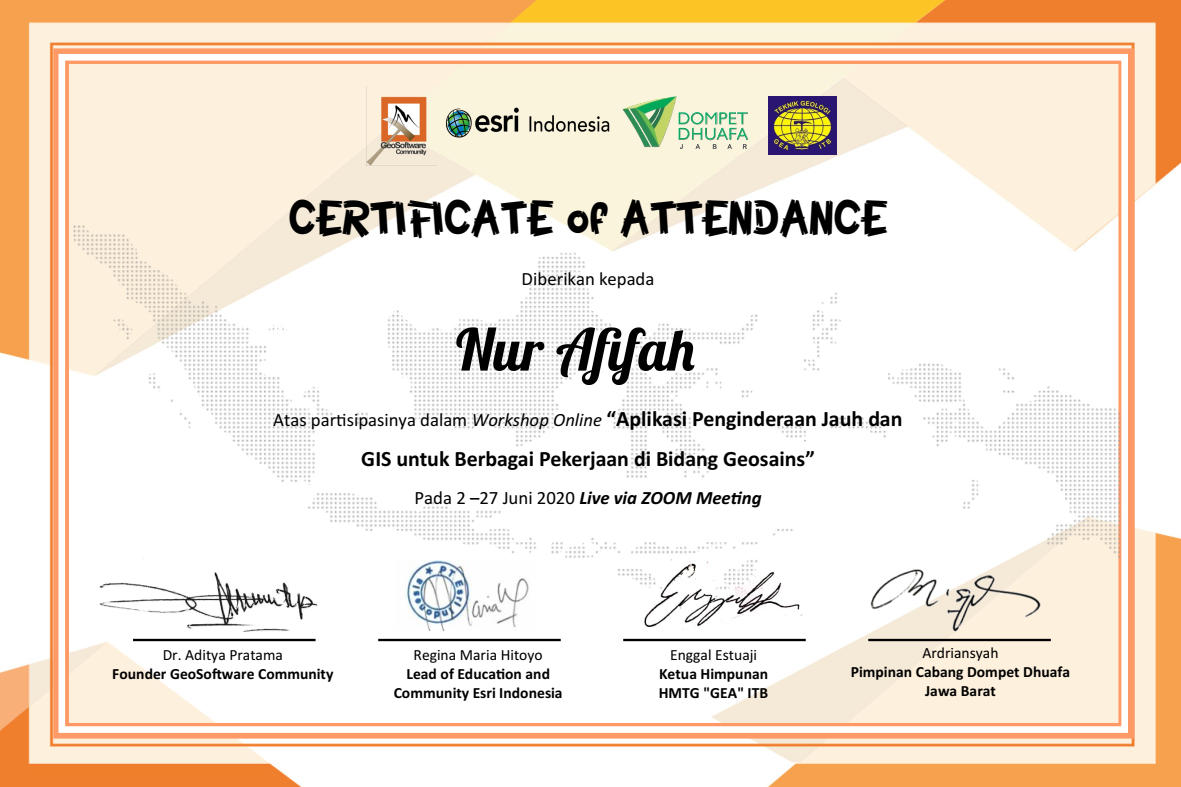 GeoSoftware
Community
esri Indonesia
DOMPET
DHUAFA
JABAR
TEKNIK GEOLOGI
GEA ITB
CERTIFICATE of ATTENDANCE
Diberikan kepada
Nur Afifah
Atas partisipasinya dalam Workshop Online “Aplikasi Penginderaan Jauh dan
GIS untuk Berbagai Pekerjaan di Bidang Geosains”
Pada 2 –27 Juni 2020 Live via ZOOM Meeting
PT Esri Indonesia
Dr. Aditya Pratama
Founder GeoSoftware Community
Regina Maria Hitoyo
Lead of Education and
Community Esri Indonesia
Enggal Estuaji
Ketua Himpunan
HMTG "GEA" ITB
Ardriansyah
Pimpinan Cabang Dompet Dhuafa
Jawa Barat